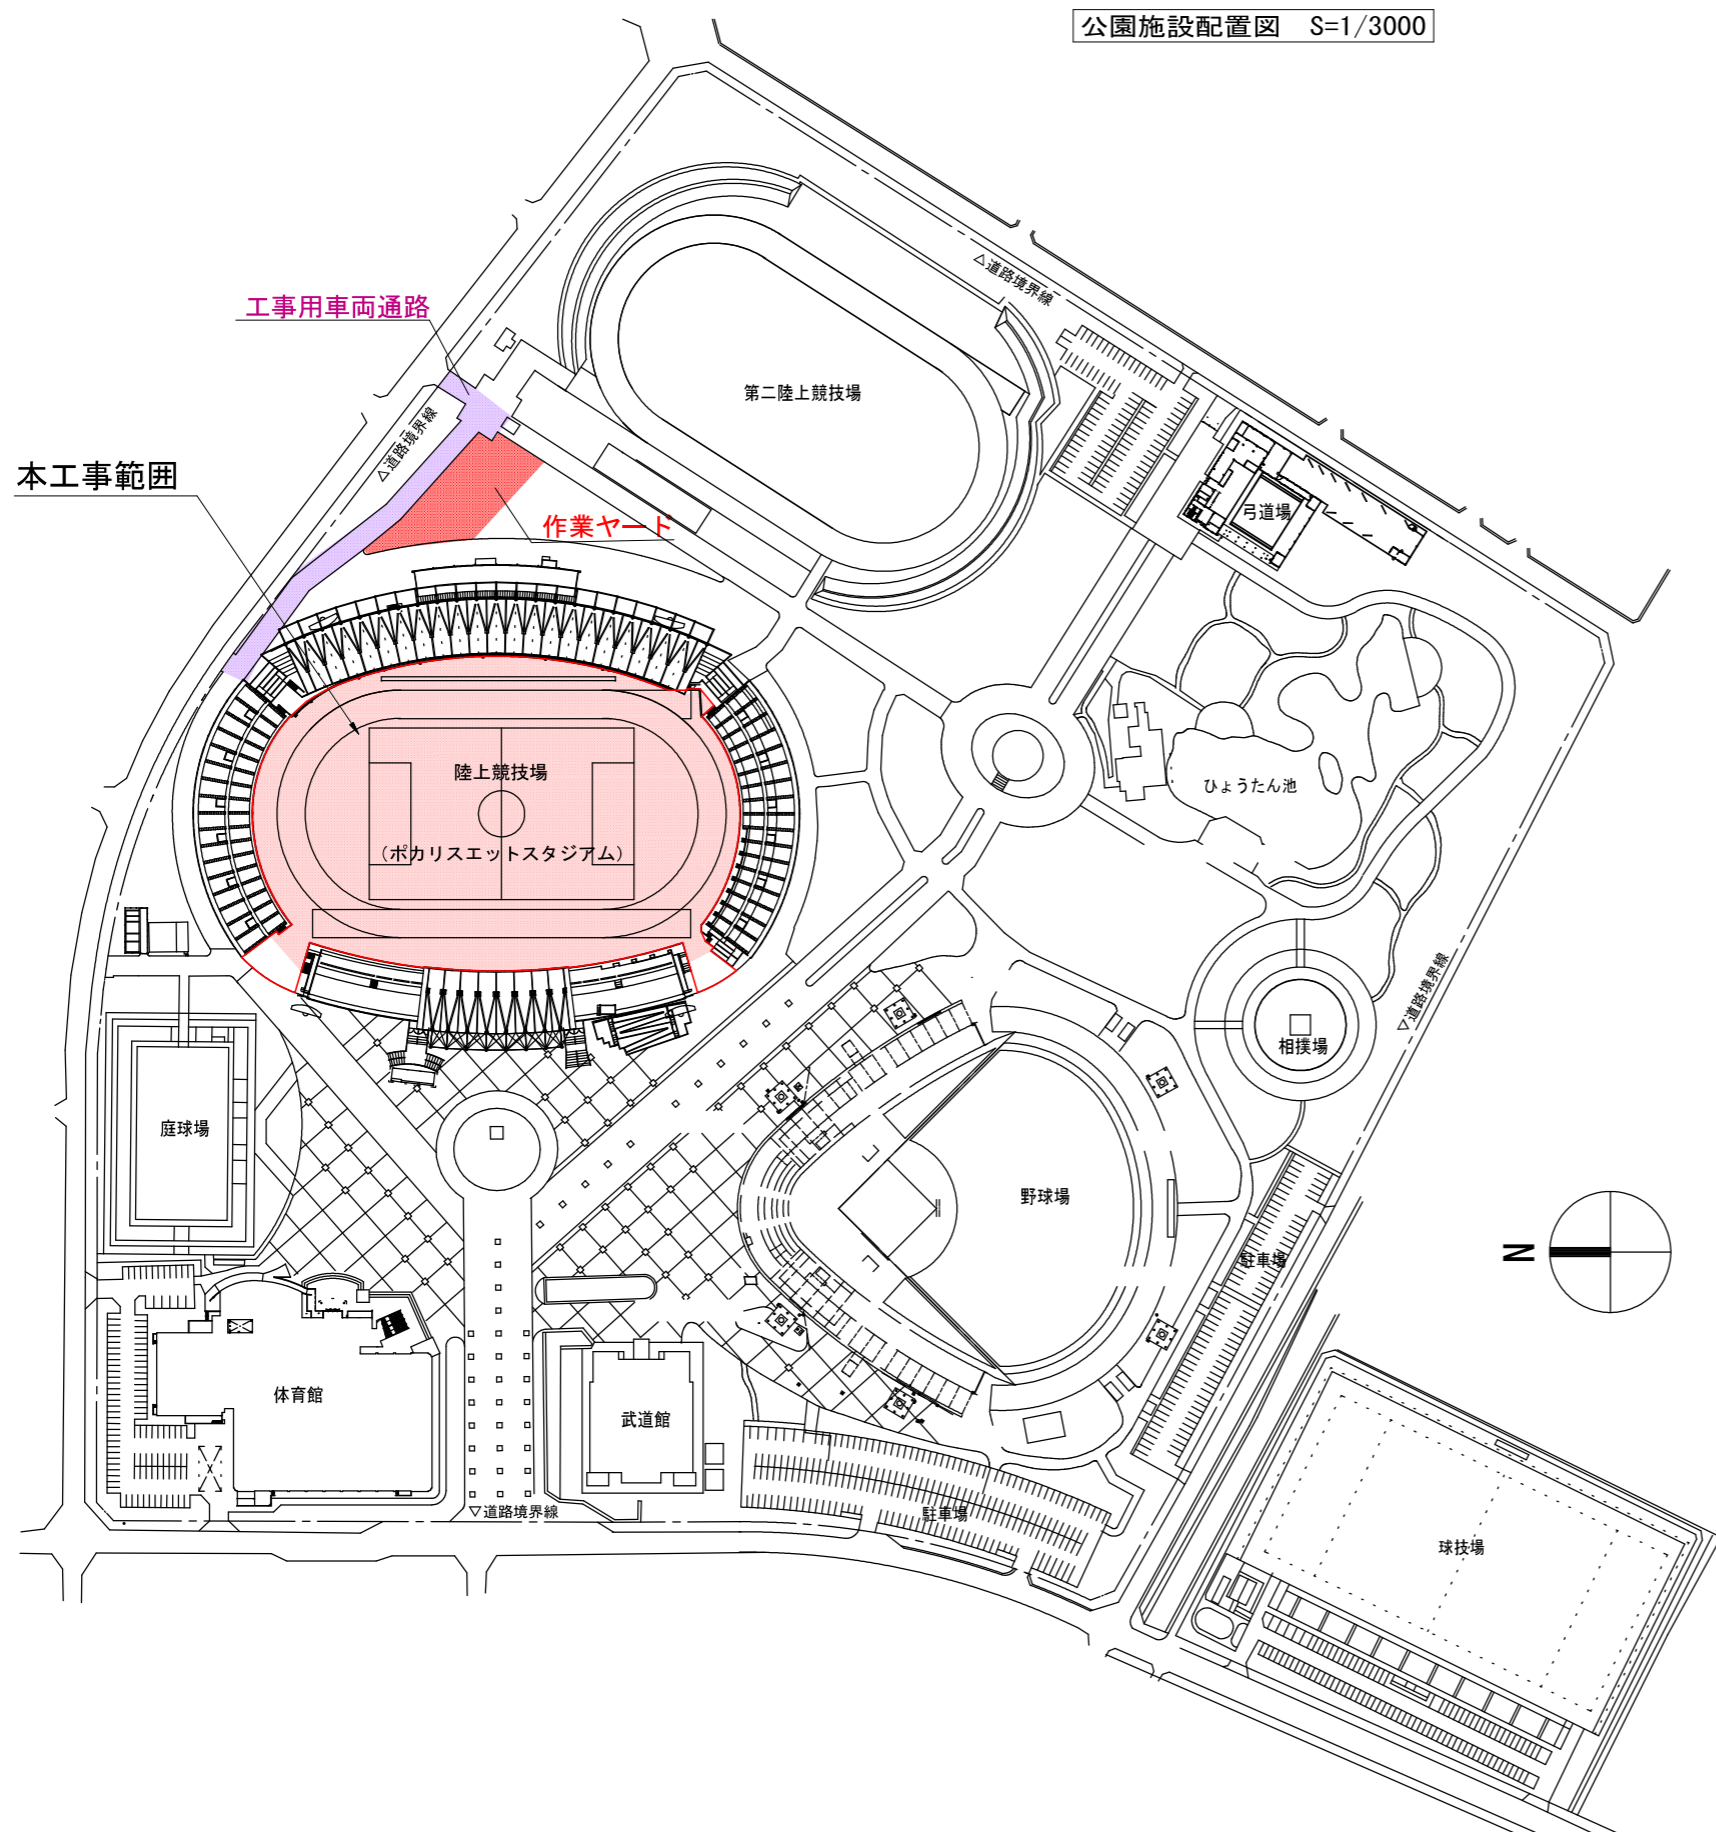 公園施設配置図 S=1/3000
△道路境界線
工事用車両通路
第二陸上競技場
△道路境界線
本工事範囲
弓道場
作業ヤード
陸上競技場
ひょうたん池
(ポカリスエットスタジアム)
▽道路境界線
相撲場
庭球場
野球場
N
駐車場
体育館
武道館
▽道路境界線
駐車場
球技場